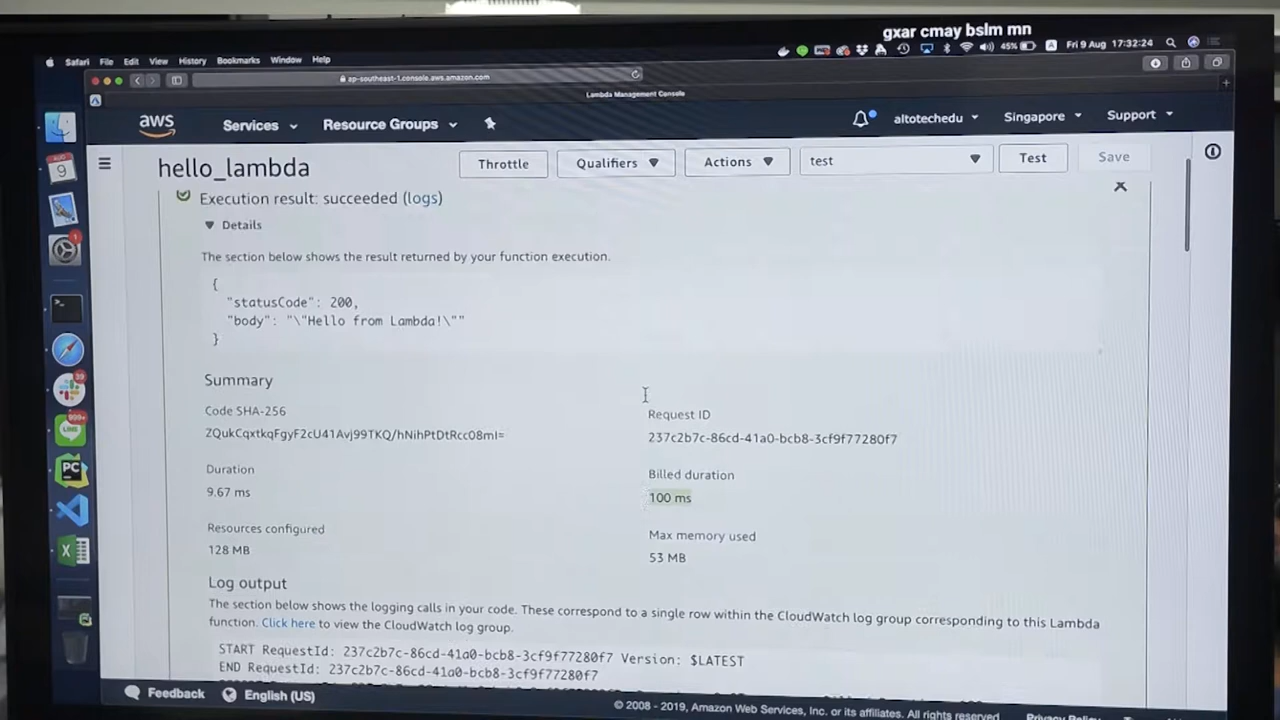 gxar cmay bslm mn
Safari File Edit View History Bookmarks Window Help 45% A Fri 9 Aug 17:32:24
ap-southeast-1.console.aws.amazon.com
Lambda Management Console
aws Services Resource Groups altotechedu Singapore Support
hello_lambda Throttle Qualifiers Actions test Test Save
Execution result: succeeded (logs)
Details
The section below shows the result returned by your function execution.
{
"statusCode": 200,
"body": "\"Hello from Lambda!\""
}
Summary
Code SHA-256
ZQukCqxtkqFgyF2cU41Avj99TKQ/hNihPtDtRcc08mI=
Request ID
237c2b7c-86cd-41a0-bcb8-3cf9f77280f7
Duration
9.67 ms
Billed duration
100 ms
Resources configured
128 MB
Max memory used
53 MB
Log output
The section below shows the logging calls in your code. These correspond to a single row within the CloudWatch log group corresponding to this Lambda
function. Click here to view the CloudWatch log group.
START RequestId: 237c2b7c-86cd-41a0-bcb8-3cf9f77280f7 Version: $LATEST
END RequestId: 237c2b7c-86cd-41a0-bcb8-3cf9f77280f7
Feedback English (US)
© 2008 - 2019, Amazon Web Services, Inc. or its affiliates. All rights reserved. Privacy Policy
AUG
9
1
39
LINE
999+
PC
X